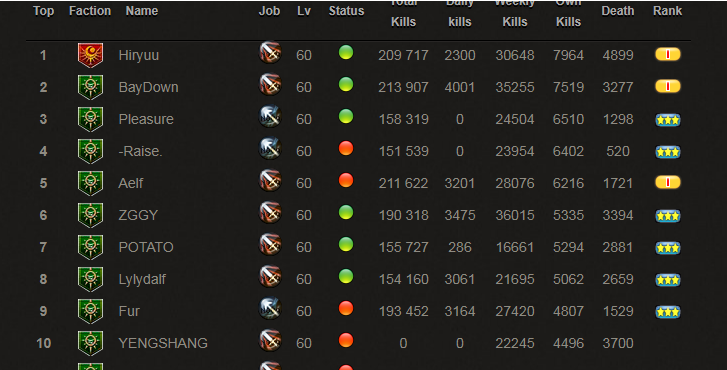 Top Faction Name Job Lv Status Total Kills Daily kills Weekly Kills Own Kills Death Rank
1 Hiryuu 60 209 717 2300 30648 7964 4899
2 BayDown 60 213 907 4001 35255 7519 3277
3 Pleasure 60 158 319 0 24504 6510 1298
4 -Raise. 60 151 539 0 23954 6402 520
5 Aelf 60 211 622 3201 28076 6216 1721
6 ZGGY 60 190 318 3475 36015 5335 3394
7 POTATO 60 155 727 286 16661 5294 2881
8 Lylydalf 60 154 160 3061 21695 5062 2659
9 Fur 60 193 452 3164 27420 4807 1529
10 YENGSHANG 60 0 0 22245 4496 3700